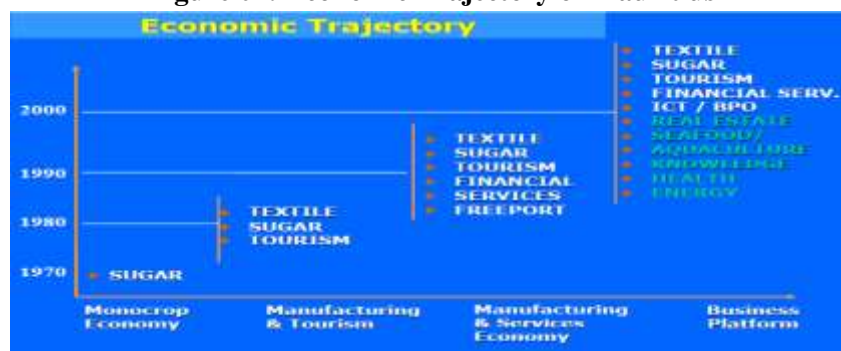 Economic Trajectory
2000
1990
1980
1970
SUGAR
TEXTILE
SUGAR
TOURISM
TEXTILE
SUGAR
TOURISM
FINANCIAL
SERVICES
FREEPORT
TEXTILE
SUGAR
TOURISM
FINANCIAL SERV.
ICT / BPO
REAL ESTATE
SEAFOOD/
AQUACULTURE
KNOWLEDGE
HEALTH
ENERGY
Monocrop
Economy
Manufacturing
& Tourism
Manufacturing
& Services
Economy
Business
Platform